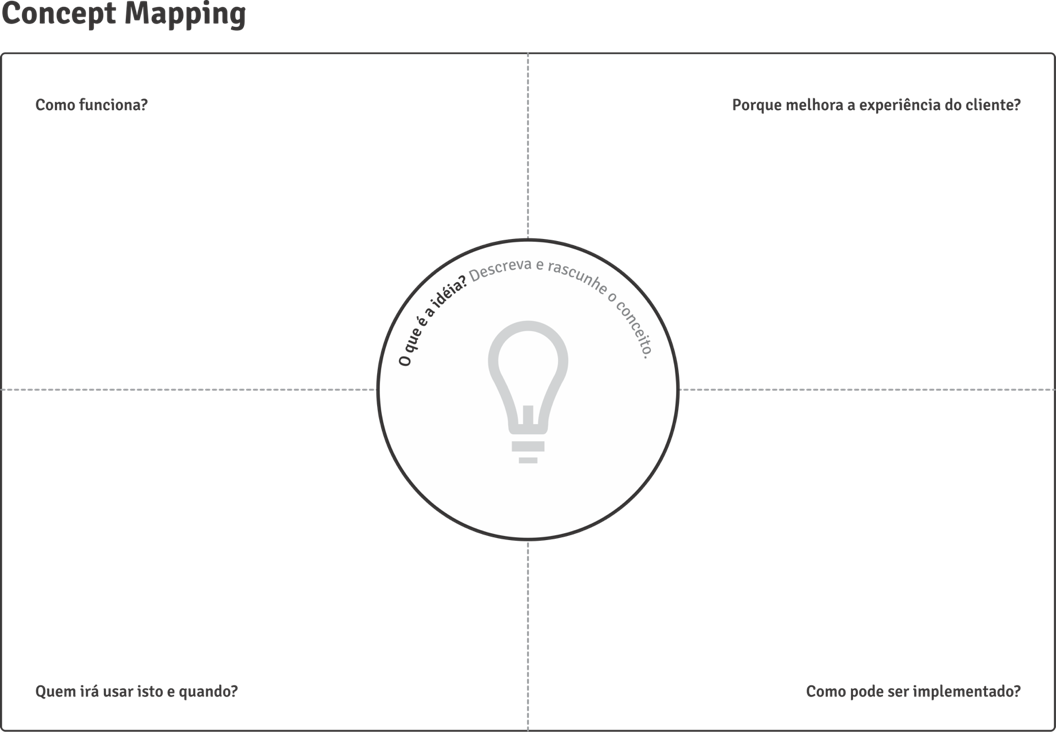 Concept Mapping
Como funciona?
Porque melhora a experiência do cliente?
O que é a idéia? Descreva e rascunhe o conceito.
Quem irá usar isto e quando?
Como pode ser implementado?